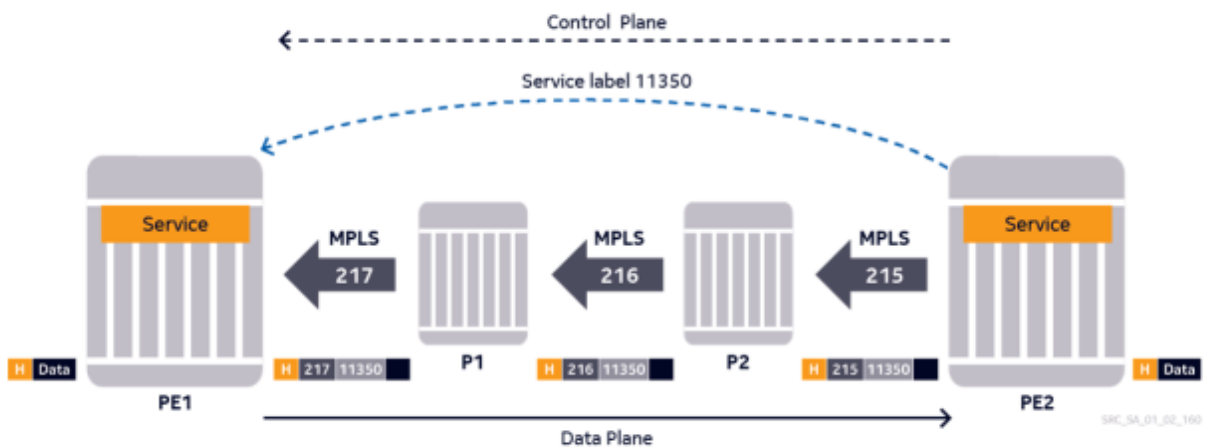 Control Plane
Service label 11350
Service
Service
MPLS
217
MPLS
216
MPLS
215
P1
P2
H Data
H 217 11350
H 216 11350
H 215 11350
H Data
PE1
PE2
Data Plane
SRC_SA_01_02_160